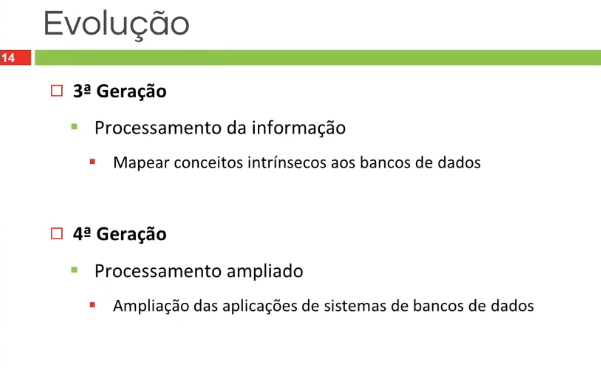 Evolução
14
3ª Geração
Processamento da informação
Mapear conceitos intrínsecos aos bancos de dados
4ª Geração
Processamento ampliado
Ampliação das aplicações de sistemas de bancos de dados